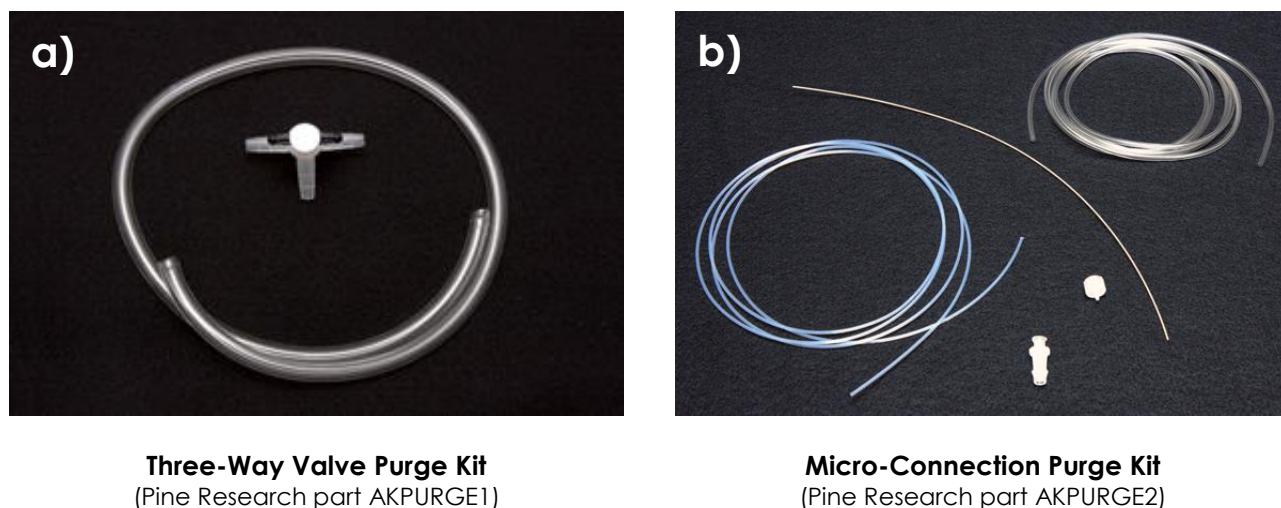 a)
b)
Three-Way Valve Purge Kit
(Pine Research part AKPURGE1)
Micro-Connection Purge Kit
(Pine Research part AKPURGE2)